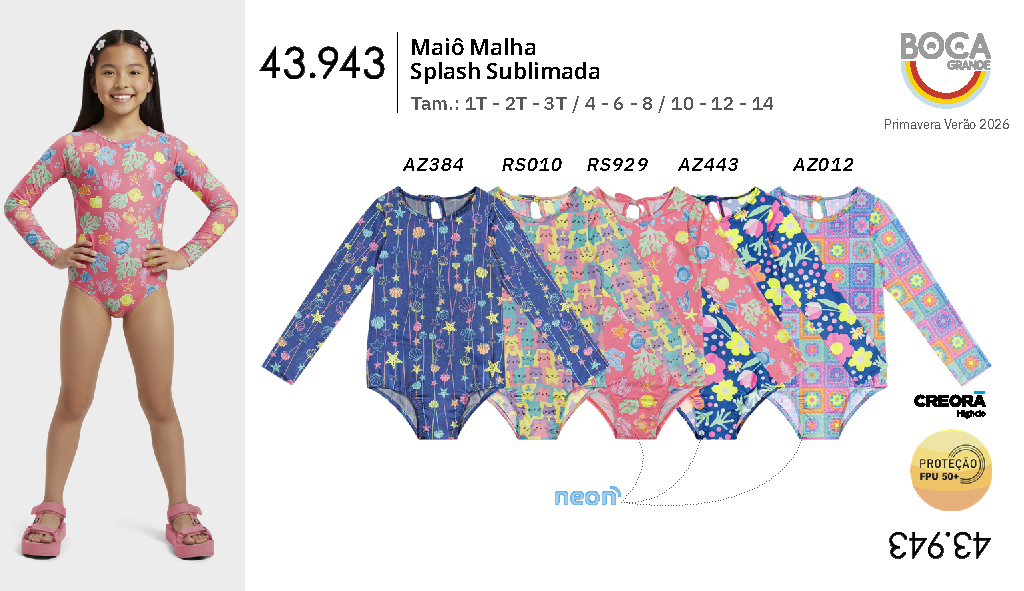 43.943
Maiô Malha
Splash Sublimada
Tam.: 1T - 2T - 3T / 4 - 6 - 8 / 10 - 12 - 14
BOCA
GRANDE
Primavera Verão 2026
AZ384 RS010 RS929 AZ443 AZ012
CREORA
Highclo
PROTEÇÃO
FPU 50+
neon
43.943